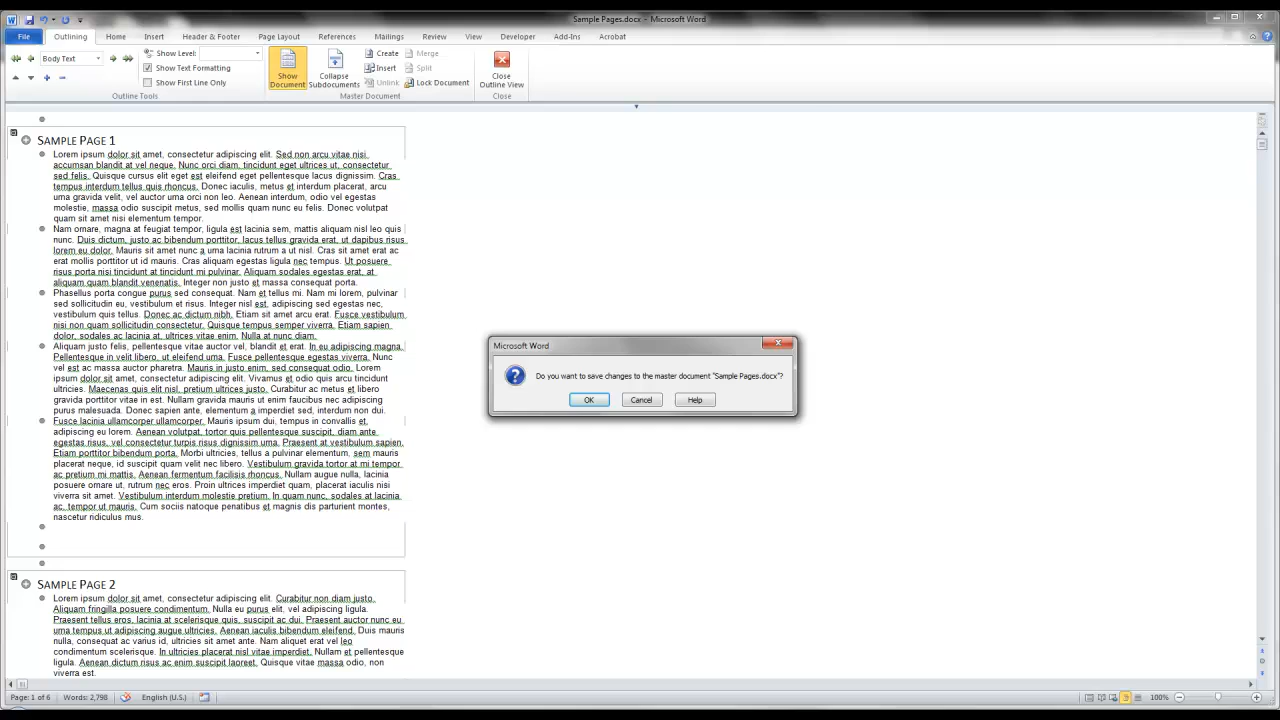 Sample Pages.docx - Microsoft Word
File Outlining Home Insert Header & Footer Page Layout References Mailings Review View Developer Add-Ins Acrobat
Body Text
Show Level:
Show Text Formatting
Show First Line Only
Outline Tools
Show Document
Collapse Subdocuments
Create Merge
Insert Split
Unlink Lock Document
Master Document
Close Outline View
Close
SAMPLE PAGE 1
Lorem ipsum dolor sit amet, consectetur adipiscing elit. Sed non arcu vitae nisi
accumsan blandit at vel neque. Nunc orci diam, tincidunt eget ultrices ut, consectetur
sed felis. Quisque cursus elit eget est eleifend eget pellentesque lacus dignissim. Cras
tempus interdum tellus quis rhoncus. Donec iaculis, metus et interdum placerat, arcu
urna gravida velit, vel auctor urna orci non leo. Aenean interdum, odio vel egestas
molestie, massa odio suscipit metus, sed mollis quam nunc eu felis. Donec volutpat
quam sit amet nisi elementum tempor.
Nam ornare, magna at feugiat tempor, ligula est lacinia sem, mattis aliquam nisl leo quis
nunc. Duis dictum, justo ac bibendum porttitor, lacus tellus gravida erat, ut dapibus risus
lorem eu dolor. Mauris sit amet nunc a urna lacinia rutrum a ut nisl. Cras sit amet erat ac
erat mollis porttitor ut id mauris. Cras aliquam egestas ligula nec tempus. Ut posuere
risus porta nisi tincidunt at tincidunt mi pulvinar. Aliquam sodales egestas erat, at
aliquam quam blandit venenatis. Integer non justo et massa consequat porta.
Phasellus porta congue purus sed consequat. Nam et tellus mi. Nam mi lorem, pulvinar
sed sollicitudin eu, vestibulum et risus. Integer nisl est, adipiscing sed egestas nec,
vestibulum quis tellus. Donec ac dictum nibh. Etiam sit amet arcu erat. Fusce vestibulum
nisi non quam sollicitudin consectetur. Quisque tempus semper viverra. Etiam sapien
dolor, sodales ac lacinia at, ultrices vitae enim. Nulla at nunc diam.
Aliquam justo felis, pellentesque vitae auctor vel, blandit et erat. In eu adipiscing magna.
Pellentesque in velit libero, ut eleifend urna. Fusce pellentesque egestas viverra. Nunc
est ac massa auctor pharetra. Mauris in justo enim, sed consequat odio. Lorem
ipsum dolor sit amet, consectetur adipiscing elit. Vivamus et odio quis arcu tincidunt
ultricies. Maecenas quis elit nisl, pretium ultrices justo. Curabitur ac metus et libero
gravida porttitor vitae in est. Nullam gravida mauris ut enim faucibus nec adipiscing
purus malesuada. Donec sapien ante, elementum a imperdiet sed, interdum non dui.
Fusce lacinia ullamcorper ullamcorper. Mauris ipsum dui, tempus in convallis et,
adipiscing eu lorem. Aenean volutpat, tortor quis pellentesque suscipit, diam ante
egestas risus, vel consectetur turpis risus dignissim urna. Praesent at vestibulum sapien.
Etiam porttitor bibendum porta. Morbi ultricies, tellus a pulvinar elementum, sem mauris
placerat neque, id suscipit quam velit nec libero. Vestibulum gravida tortor at mi tempor
ac pretium mi mattis. Aenean fermentum facilisis rhoncus. Nullam augue nulla, lacinia
posuere ornare ut, rutrum nec eros. Proin ultrices imperdiet quam, placerat iaculis nisi
viverra sit amet. Vestibulum interdum molestie pretium. In quam nunc, sodales at lacinia
ac, tempor ut mauris. Cum sociis natoque penatibus et magnis dis parturient montes,
nascetur ridiculus mus.
SAMPLE PAGE 2
Lorem ipsum dolor sit amet, consectetur adipiscing elit. Curabitur non diam justo.
Aliquam fringilla posuere condimentum. Nulla eu purus elit, vel adipiscing ligula.
Praesent tellus eros, lacinia at scelerisque quis, suscipit ac dui. Praesent auctor nunc eu
urna tempus ut adipiscing augue ultricies. Aenean iaculis bibendum eleifend. Duis mauris
nulla, consequat ac varius id, ultricies sit amet ante. Nam aliquet erat vel leo
condimentum scelerisque. In ultricies placerat nisl vitae imperdiet. Nullam et pellentesque
ligula. Aenean dictum risus ac enim suscipit laoreet. Quisque vitae massa odio, non
viverra est.
Microsoft Word
Do you want to save changes to the master document "Sample Pages.docx"?
OK Cancel Help
Page: 1 of 6 Words: 2,798 English (U.S.) 100%